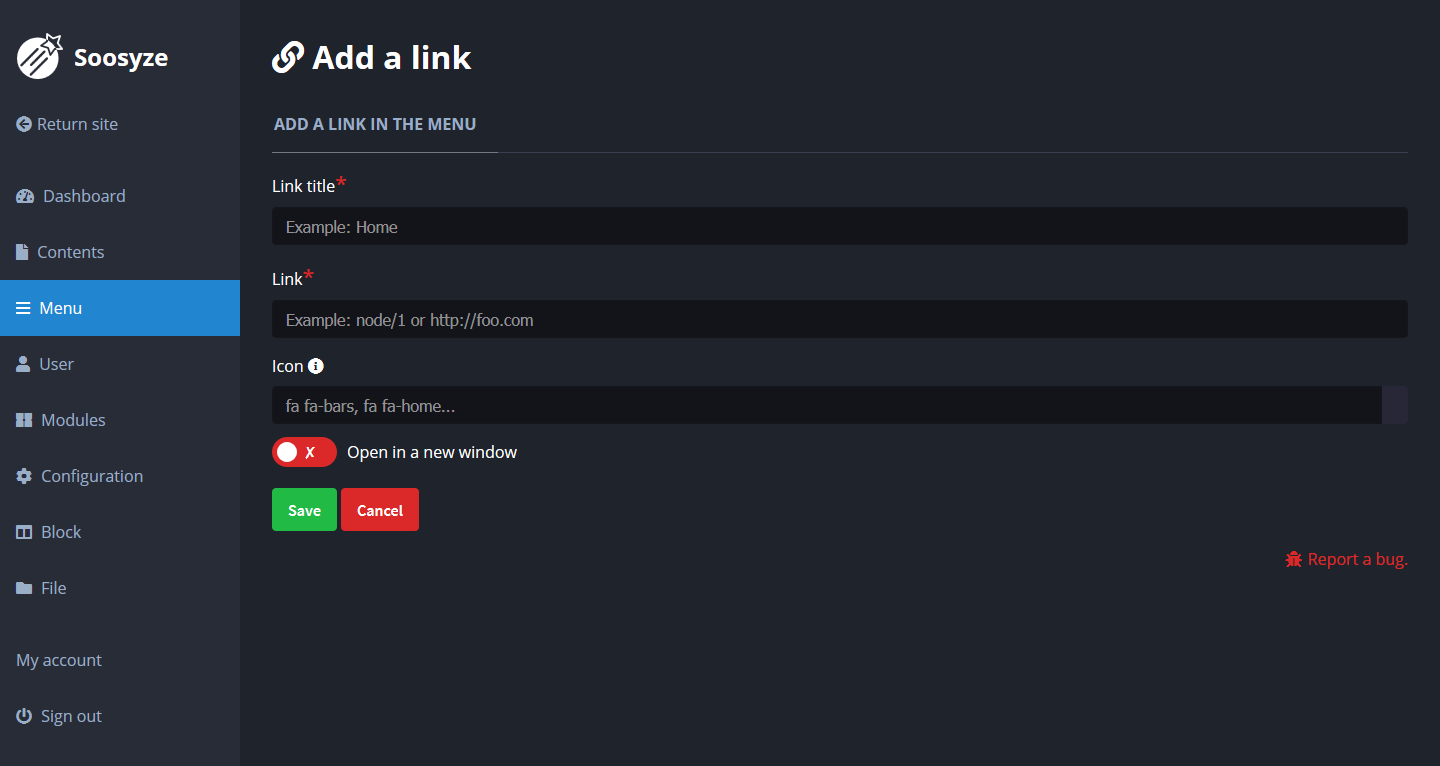 Soosyze
Return site
Dashboard
Contents
Menu
User
Modules
Configuration
Block
File
My account
Sign out
Add a link
ADD A LINK IN THE MENU
Link title*
Example: Home
Link*
Example: node/1 or http://foo.com
Icon
fa fa-bars, fa fa-home...
X Open in a new window
Save Cancel
Report a bug.